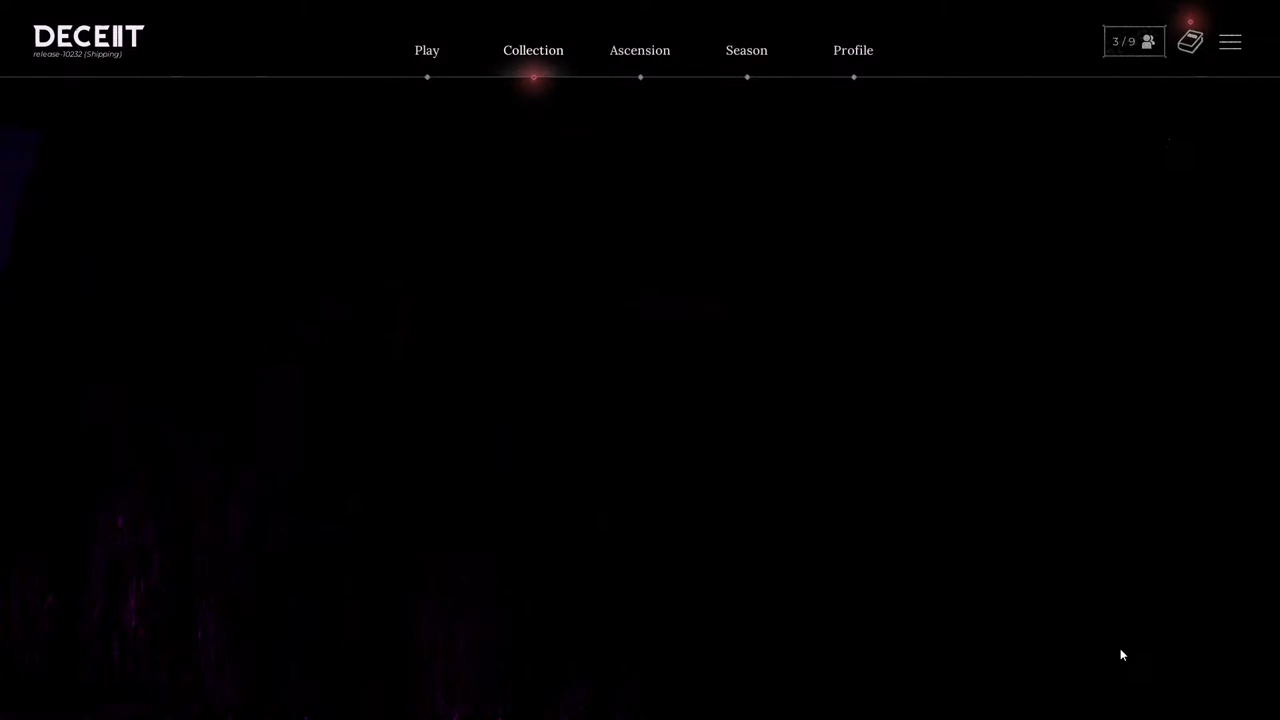 DECEIIT
release-10232 (Shipping)
Play
Collection
Ascension
Season
Profile
3 / 9